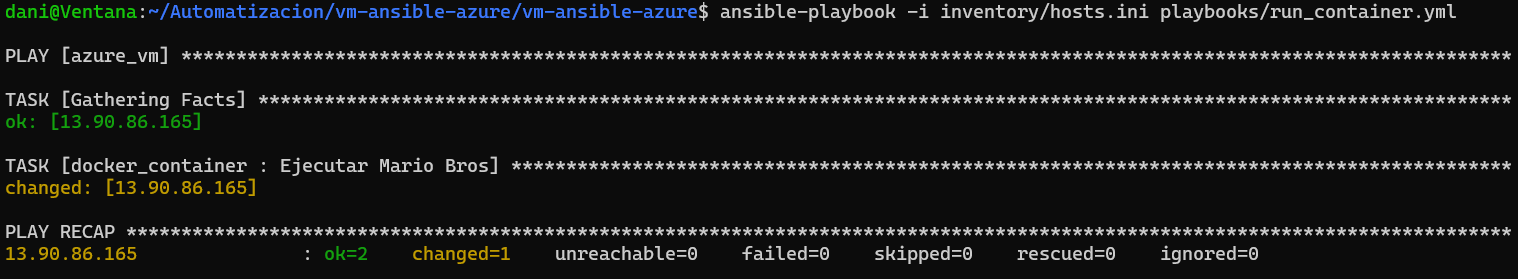 dani@Ventana:~/Automatizacion/vm-ansible-azure/vm-ansible-azure$ ansible-playbook -i inventory/hosts.ini playbooks/run_container.yml
PLAY [azure_vm] *************************************************************************************************************************
TASK [Gathering Facts] ******************************************************************************************************************
ok: [13.90.86.165]
TASK [docker_container : Ejecutar Mario Bros] *******************************************************************************************
changed: [13.90.86.165]
PLAY RECAP ******************************************************************************************************************************
13.90.86.165               : ok=2    changed=1    unreachable=0    failed=0    skipped=0    rescued=0    ignored=0